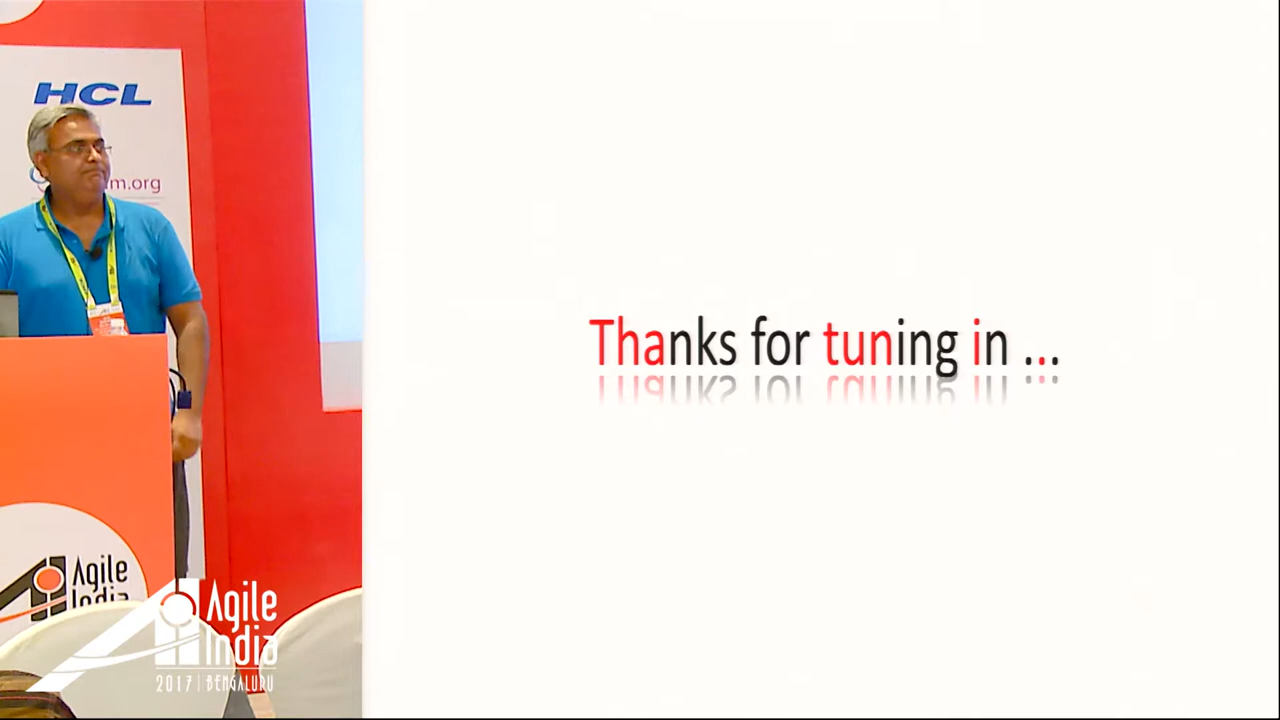 HCL
m.org
Thanks for tuning in ...
Agile
India
Agile
India
2017 | BENGALURU